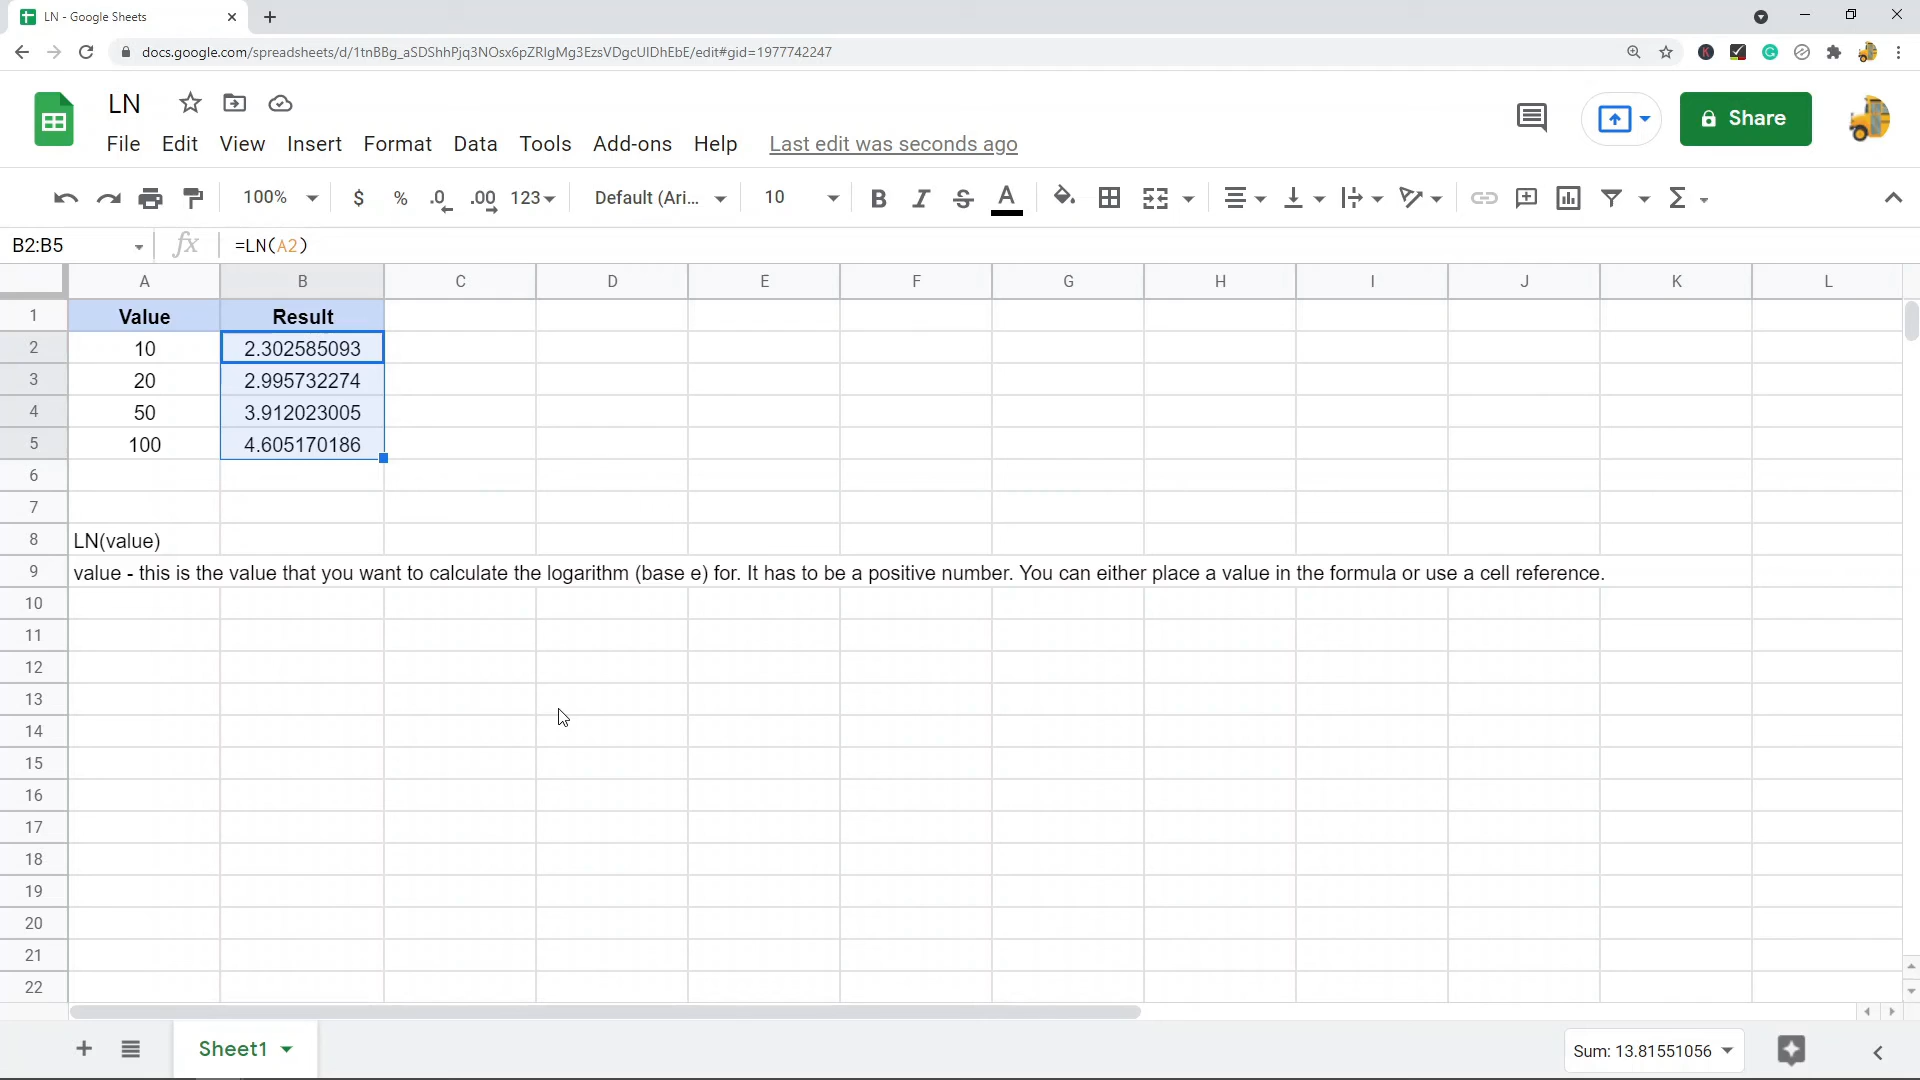 LN - Google Sheets
docs.google.com/spreadsheets/d/1tnBBg_aSDShhPjq3NOsx6pZRIgMg3EzsVDgcUIDhEbE/edit#gid=1977742247
LN
File Edit View Insert Format Data Tools Add-ons Help Last edit was seconds ago
Share
100% $ % .0 .00 123 Default (Ari... 10 B I S A Σ
B2:B5 fx =LN(A2)
A B C D E F G H I J K L
1 Value Result
2 10 2.302585093
3 20 2.995732274
4 50 3.912023005
5 100 4.605170186
6
7
8 LN(value)
9 value - this is the value that you want to calculate the logarithm (base e) for. It has to be a positive number. You can either place a value in the formula or use a cell reference.
10
11
12
13
14
15
16
17
18
19
20
21
22
Sheet1 Sum: 13.81551056